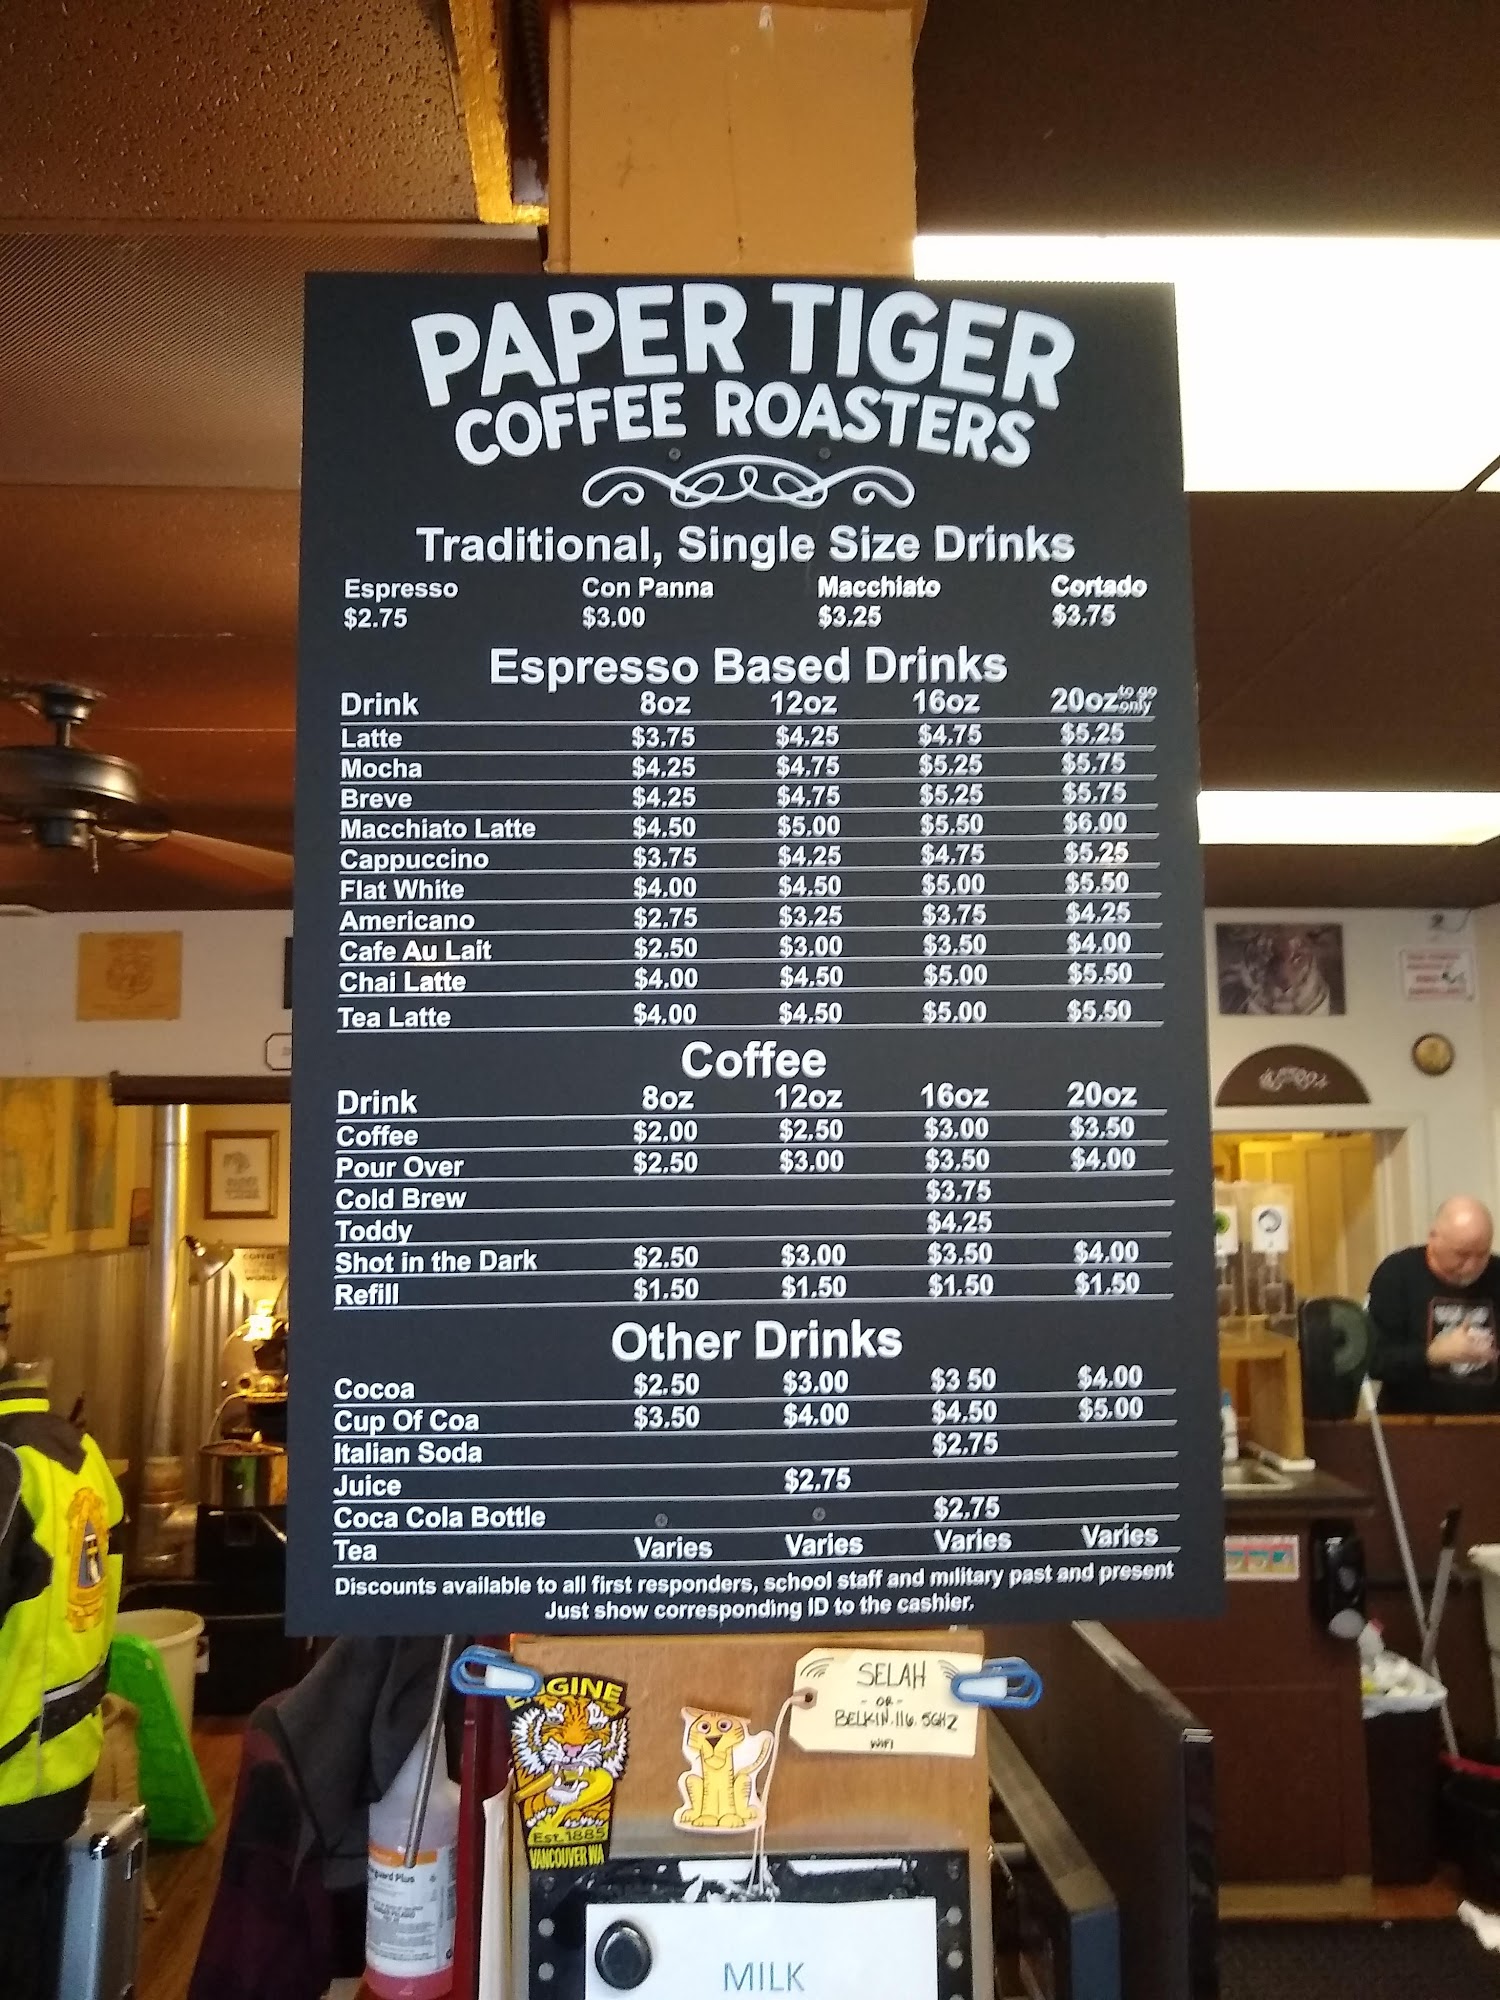 PAPER TIGER
COFFEE ROASTERS
Traditional, Single Size Drinks
Espresso Con Panna Macchiato Cortado
$2.75 $3.00 $3.25 $3.75
Espresso Based Drinks
Drink 8oz 12oz 16oz 20oz to go only
Latte $3.75 $4.25 $4.75 $5.25
Mocha $4.25 $4.75 $5.25 $5.75
Breve $4.25 $4.75 $5.25 $5.75
Macchiato Latte $4.50 $5.00 $5.50 $6.00
Cappuccino $3.75 $4.25 $4.75 $5.25
Flat White $4.00 $4.50 $5.00 $5.50
Americano $2.75 $3.25 $3.75 $4.25
Cafe Au Lait $2.50 $3.00 $3.50 $4.00
Chai Latte $4.00 $4.50 $5.00 $5.50
Tea Latte $4.00 $4.50 $5.00 $5.50
Coffee
Drink 8oz 12oz 16oz 20oz
Coffee $2.00 $2.50 $3.00 $3.50
Pour Over $2.50 $3.00 $3.50 $4.00
Cold Brew $3.75
Toddy $4.25
Shot in the Dark $2.50 $3.00 $3.50 $4.00
Refill $1.50 $1.50 $1.50 $1.50
Other Drinks
Cocoa $2.50 $3.00 $3 50 $4.00
Cup Of Coa $3.50 $4.00 $4.50 $5.00
Italian Soda $2.75
Juice $2.75
Coca Cola Bottle $2.75
Tea Varies Varies Varies Varies
Discounts available to all first responders, school staff and military past and present
Just show corresponding ID to the cashier.
SELAH
- OR -
BELKIN.116.5GHZ
WIFI
ENGINE
Est. 1885
VANCOUVER WA
MILK